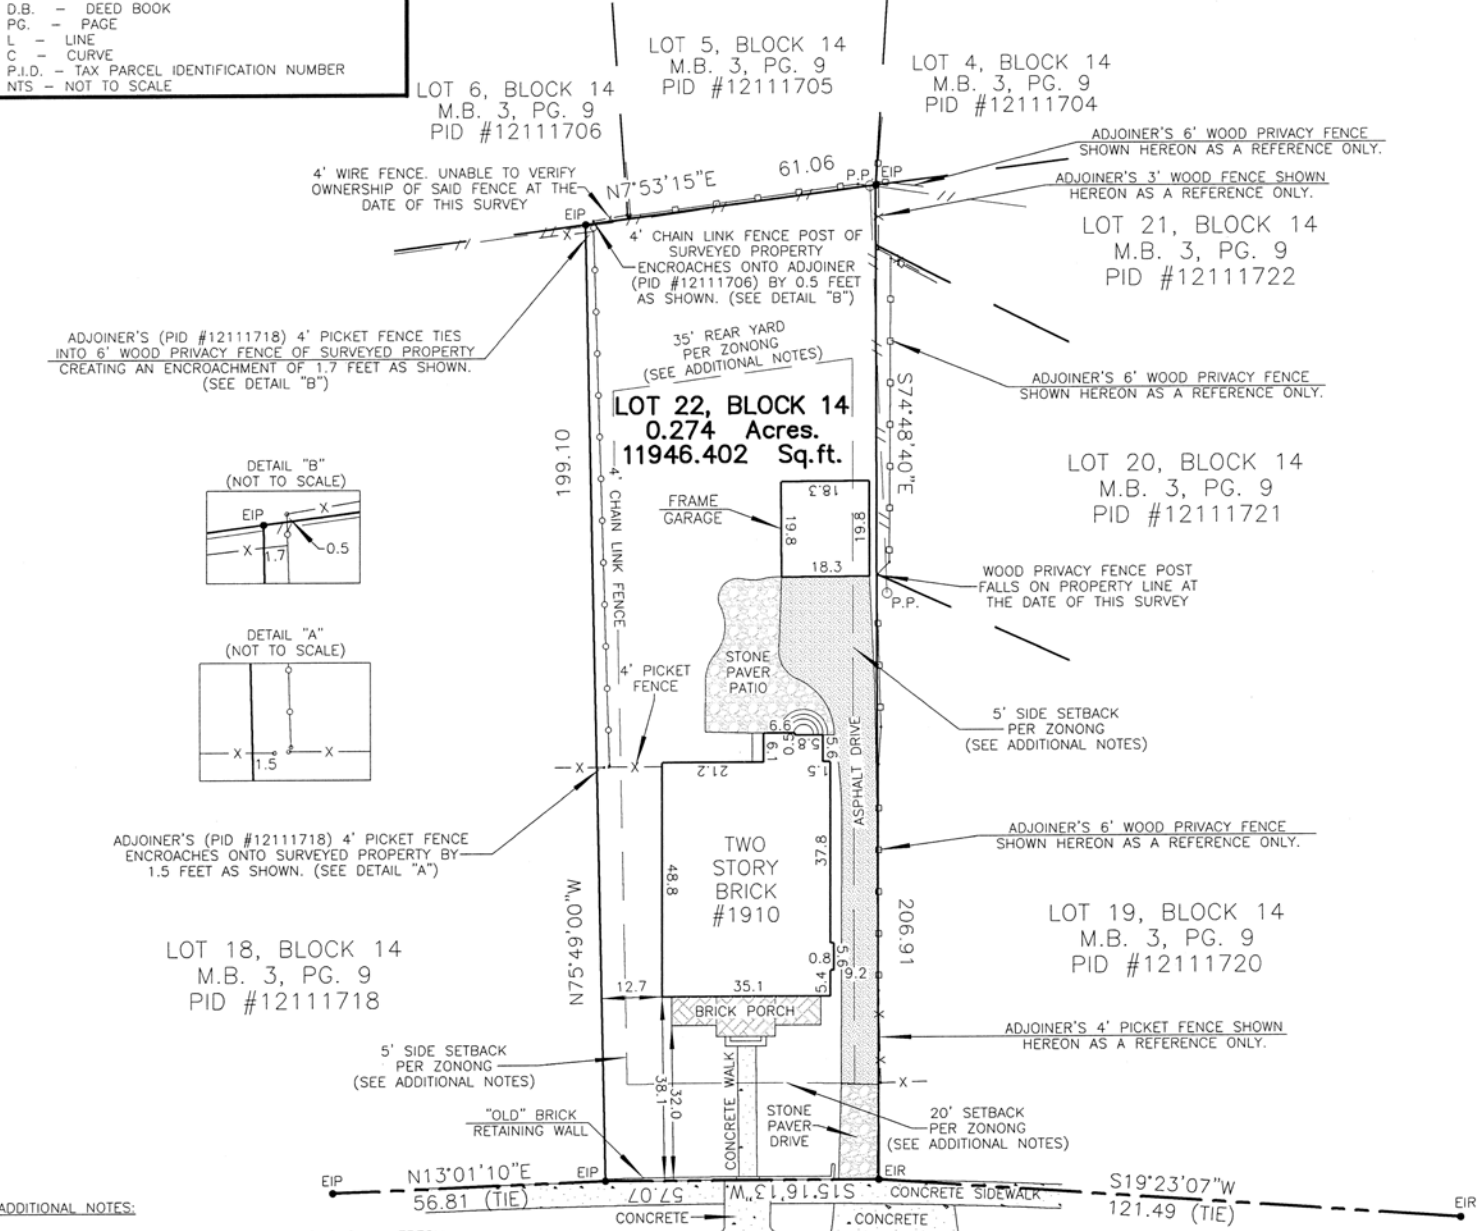 D.B. – DEED BOOK
PG. – PAGE
L – LINE
C – CURVE
P.I.D. – TAX PARCEL IDENTIFICATION NUMBER
NTS – NOT TO SCALE
LOT 6, BLOCK 14
M.B. 3, PG. 9
PID #12111706
LOT 5, BLOCK 14
M.B. 3, PG. 9
PID #12111705
LOT 4, BLOCK 14
M.B. 3, PG. 9
PID #12111704
ADJOINER'S 6' WOOD PRIVACY FENCE
SHOWN HEREON AS A REFERENCE ONLY.
4' WIRE FENCE. UNABLE TO VERIFY
OWNERSHIP OF SAID FENCE AT THE
DATE OF THIS SURVEY
N7°53'15"E
61.06
P.P.
EIP
ADJOINER'S 3' WOOD FENCE SHOWN
HEREON AS A REFERENCE ONLY.
EIP
X
LOT 21, BLOCK 14
M.B. 3, PG. 9
PID #12111722
4' CHAIN LINK FENCE POST OF
SURVEYED PROPERTY
ENCROACHES ONTO ADJOINER
(PID #12111706) BY 0.5 FEET
AS SHOWN. (SEE DETAIL "B")
ADJOINER'S (PID #12111718) 4' PICKET FENCE TIES
INTO 6' WOOD PRIVACY FENCE OF SURVEYED PROPERTY
CREATING AN ENCROACHMENT OF 1.7 FEET AS SHOWN.
(SEE DETAIL "B")
35' REAR YARD
PER ZONONG
(SEE ADDITIONAL NOTES)
ADJOINER'S 6' WOOD PRIVACY FENCE
SHOWN HEREON AS A REFERENCE ONLY.
S74°48'40"E
LOT 22, BLOCK 14
0.274 Acres.
11946.402 Sq.ft.
199.10
4' CHAIN LINK FENCE
DETAIL "B"
(NOT TO SCALE)
X
EIP
X
1.7
0.5
LOT 20, BLOCK 14
M.B. 3, PG. 9
PID #12111721
FRAME
GARAGE
18.3
19.8
19.8
18.3
WOOD PRIVACY FENCE POST
FALLS ON PROPERTY LINE AT
THE DATE OF THIS SURVEY
P.P.
DETAIL "A"
(NOT TO SCALE)
X
X
1.5
STONE
PAVER
PATIO
4' PICKET
FENCE
5' SIDE SETBACK
PER ZONONG
(SEE ADDITIONAL NOTES)
X
X
6.6
6.1
5.0
5.8
5.6
21.2
1.5
ASPHALT DRIVE
ADJOINER'S (PID #12111718) 4' PICKET FENCE
ENCROACHES ONTO SURVEYED PROPERTY BY
1.5 FEET AS SHOWN. (SEE DETAIL "A")
ADJOINER'S 6' WOOD PRIVACY FENCE
SHOWN HEREON AS A REFERENCE ONLY.
TWO
STORY
BRICK
#1910
48.8
37.8
N75°49'00"W
206.91
LOT 18, BLOCK 14
M.B. 3, PG. 9
PID #12111718
LOT 19, BLOCK 14
M.B. 3, PG. 9
PID #12111720
0.8
5.6
9.2
5.4
12.7
35.1
BRICK PORCH
ADJOINER'S 4' PICKET FENCE SHOWN
HEREON AS A REFERENCE ONLY.
5' SIDE SETBACK
PER ZONONG
(SEE ADDITIONAL NOTES)
38.1
32.0
CONCRETE WALK
X
"OLD" BRICK
RETAINING WALL
STONE
PAVER
DRIVE
20' SETBACK
PER ZONONG
(SEE ADDITIONAL NOTES)
EIP
N13°01'10"E
56.81 (TIE)
EIP
57.07
S15°16'13"W
EIR
CONCRETE SIDEWALK
S19°23'07"W
121.49 (TIE)
EIR
CONCRETE
CONCRETE
ADDITIONAL NOTES: